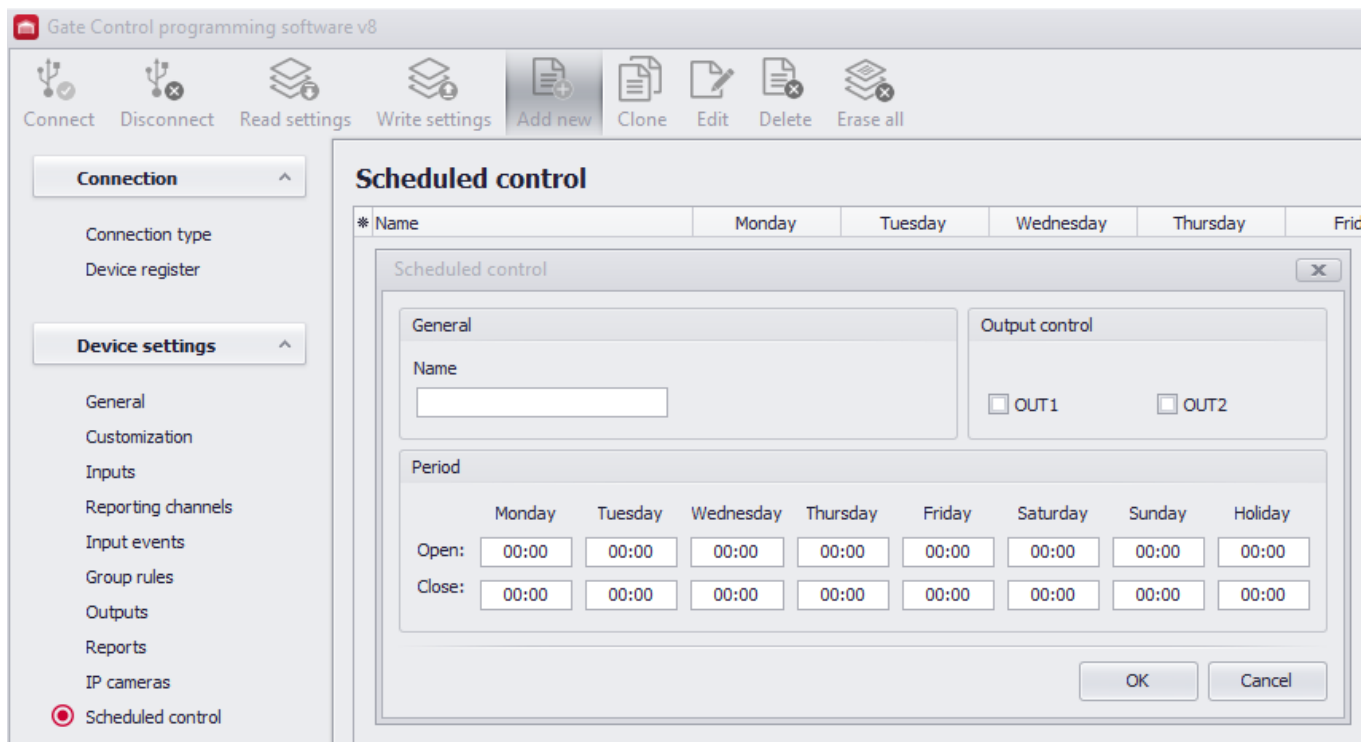 Gate Control programming software v8
Connect Disconnect Read settings Write settings Add new Clone Edit Delete Erase all
Connection
Connection type
Device register
Device settings
General
Customization
Inputs
Reporting channels
Input events
Group rules
Outputs
Reports
IP cameras
Scheduled control
Scheduled control
Name Monday Tuesday Wednesday Thursday
Scheduled control
General
Name
Output control
OUT1 OUT2
Period
Monday Tuesday Wednesday Thursday Friday Saturday Sunday Holiday
Open: 00:00 00:00 00:00 00:00 00:00 00:00 00:00 00:00
Close: 00:00 00:00 00:00 00:00 00:00 00:00 00:00 00:00
OK Cancel